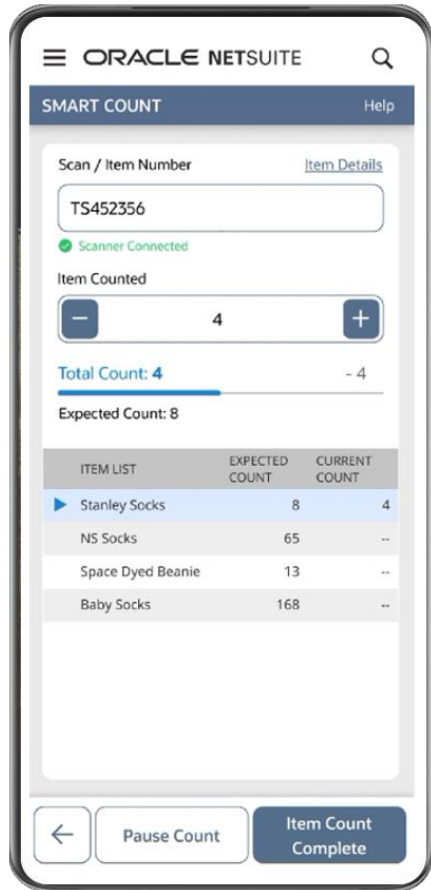 ORACLE NETSUITE
SMART COUNT Help
Scan / Item Number Item Details
TS452356
Scanner Connected
Item Counted
− 4 +
Total Count: 4 - 4
Expected Count: 8
ITEM LIST EXPECTED COUNT CURRENT COUNT
Stanley Socks 8 4
NS Socks 65 --
Space Dyed Beanie 13 --
Baby Socks 168 --
Pause Count
Item Count
Complete